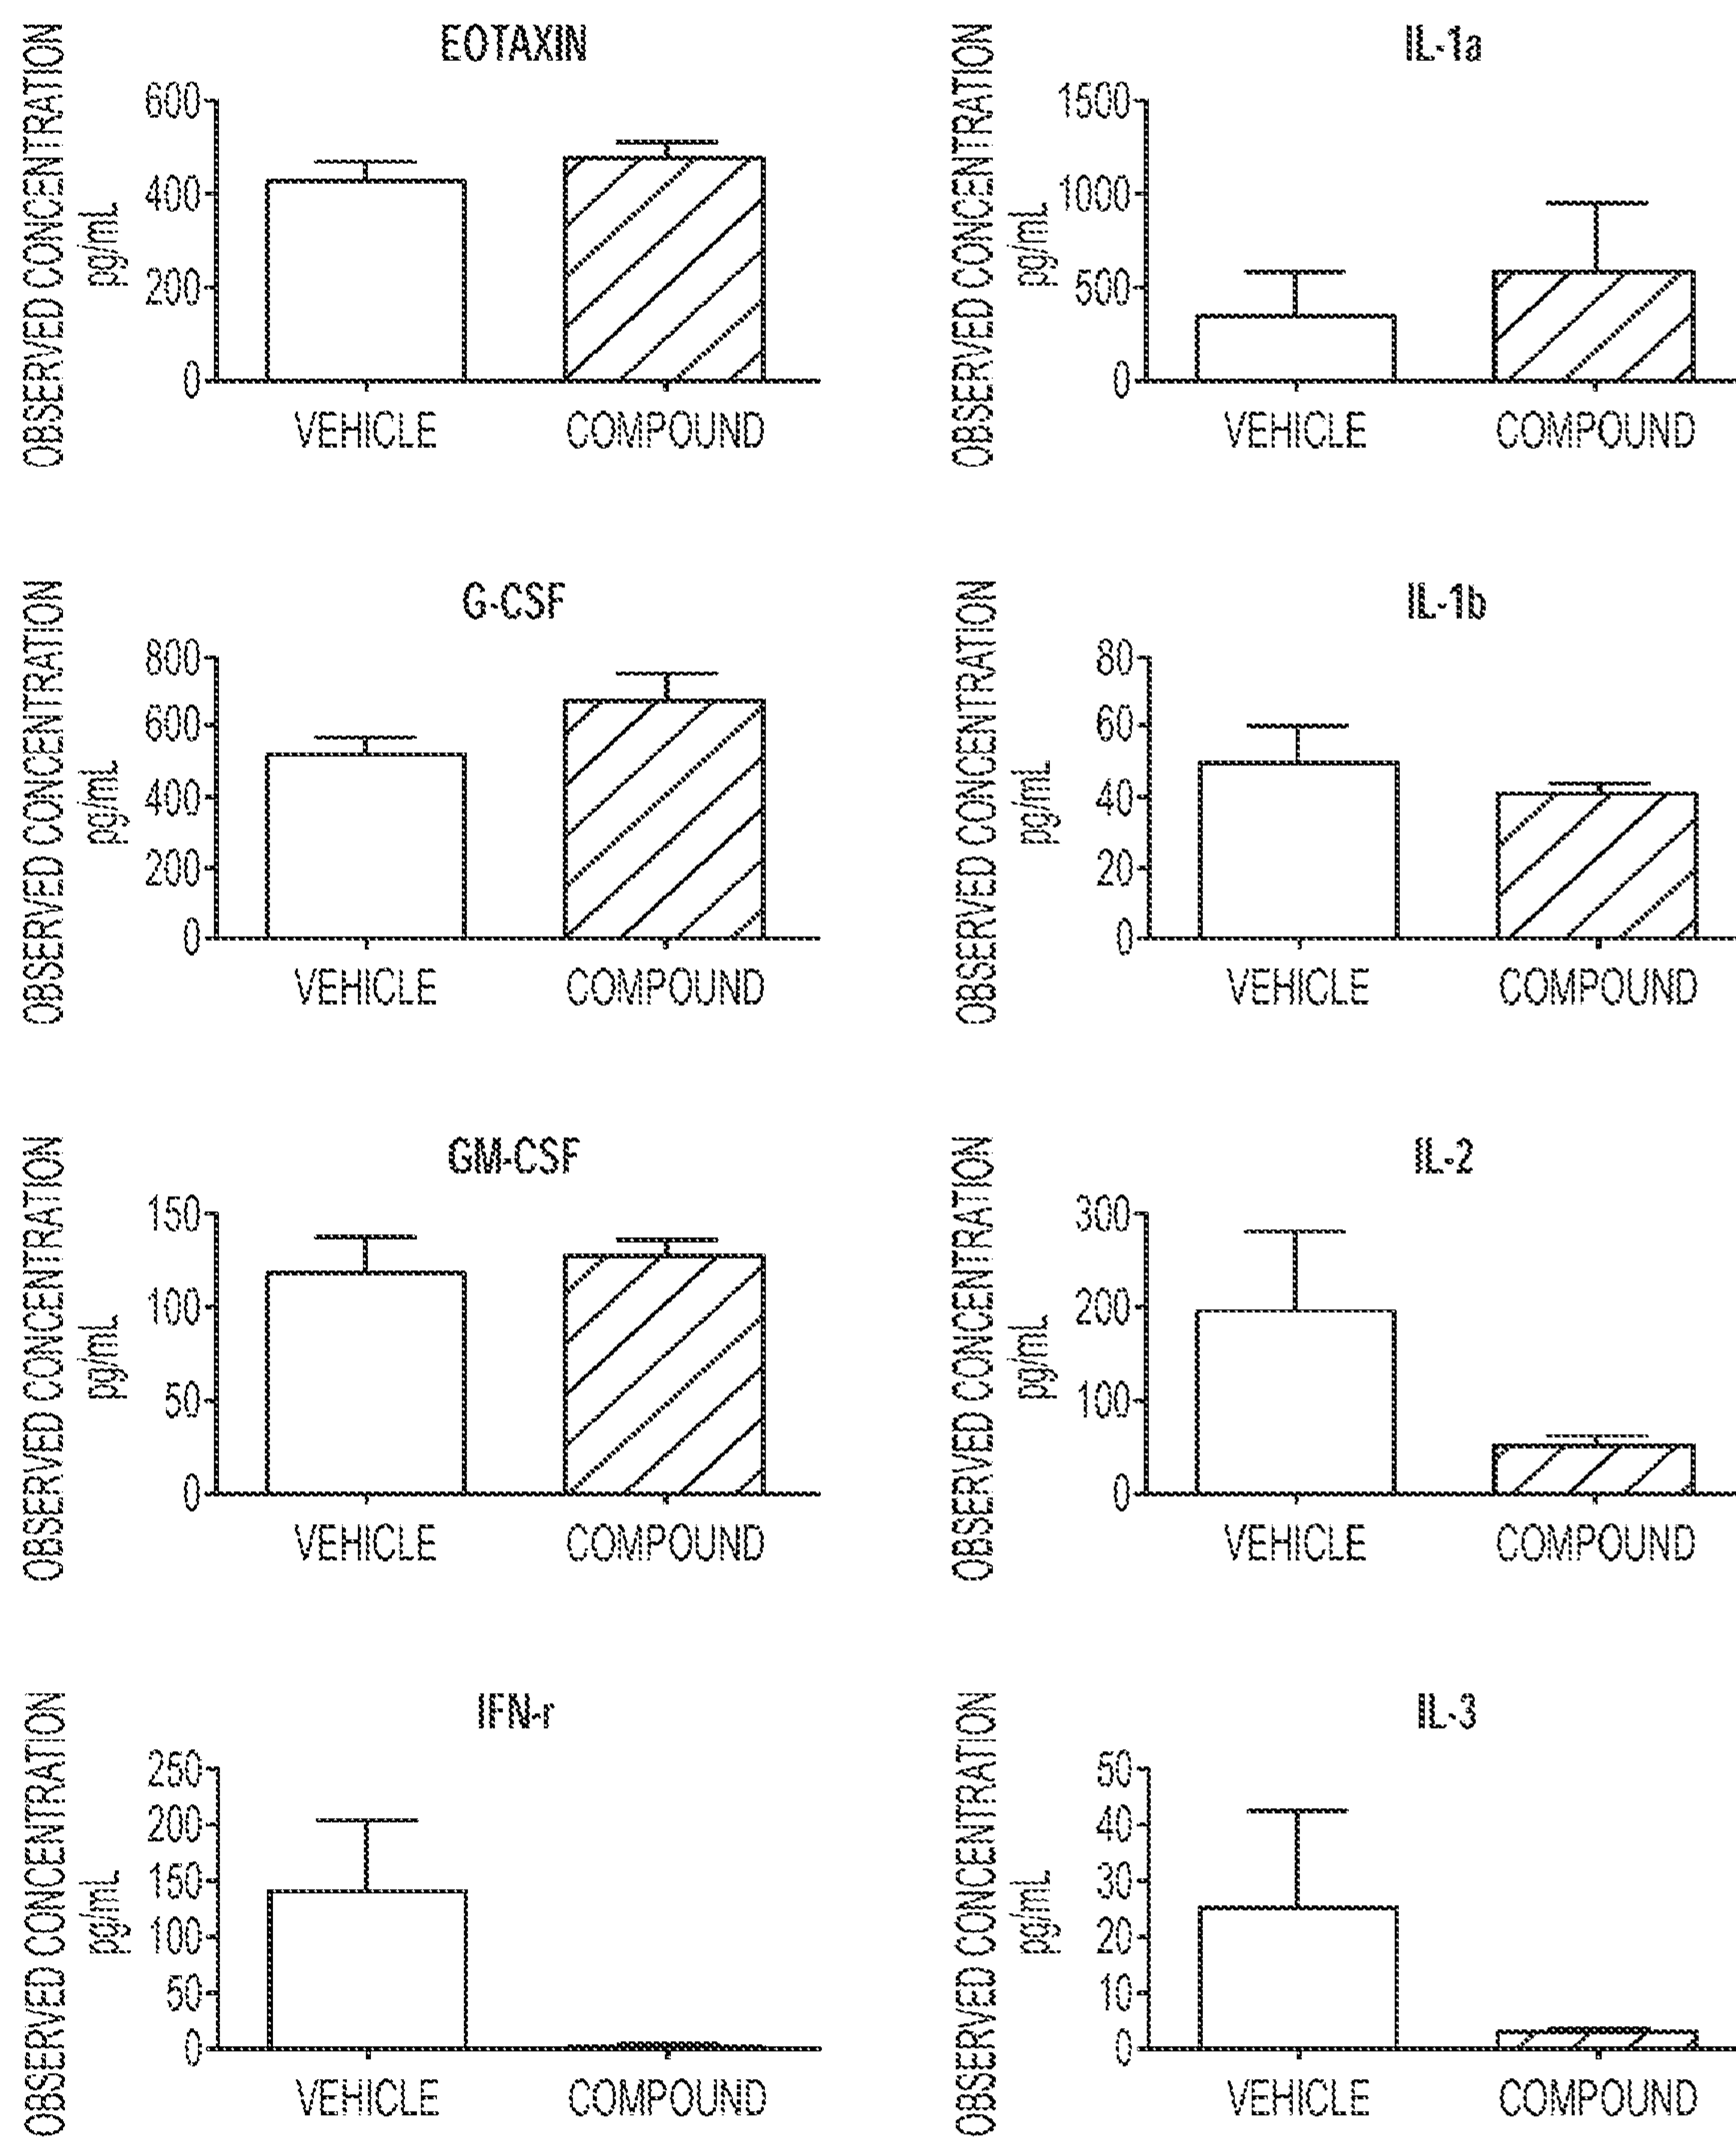 EOTAXIN
OBSERVED CONCENTRATION
pg/mL
600
400
200
0
VEHICLE
COMPOUND
IL-1a
OBSERVED CONCENTRATION
pg/mL
1500
1000
500
0
VEHICLE
COMPOUND
G-CSF
OBSERVED CONCENTRATION
pg/mL
800
600
400
200
0
VEHICLE
COMPOUND
IL-1b
OBSERVED CONCENTRATION
pg/mL
80
60
40
20
0
VEHICLE
COMPOUND
GM-CSF
OBSERVED CONCENTRATION
pg/mL
150
100
50
0
VEHICLE
COMPOUND
IL-2
OBSERVED CONCENTRATION
pg/mL
300
200
100
0
VEHICLE
COMPOUND
IFN-r
OBSERVED CONCENTRATION
pg/mL
250
200
150
100
50
0
VEHICLE
COMPOUND
IL-3
OBSERVED CONCENTRATION
pg/mL
50
40
30
20
10
0
VEHICLE
COMPOUND